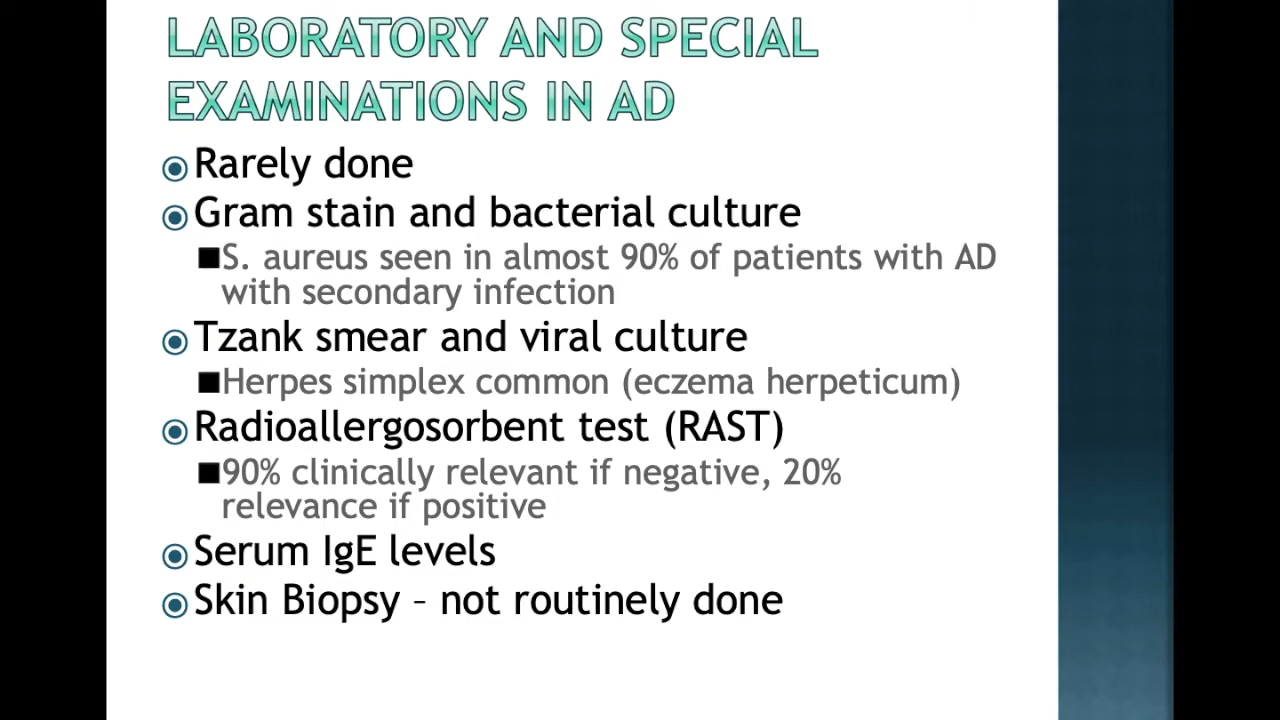 LABORATORY AND SPECIAL
EXAMINATIONS IN AD
Rarely done
Gram stain and bacterial culture
S. aureus seen in almost 90% of patients with AD
with secondary infection
Tzank smear and viral culture
Herpes simplex common (eczema herpeticum)
Radioallergosorbent test (RAST)
90% clinically relevant if negative, 20%
relevance if positive
Serum IgE levels
Skin Biopsy – not routinely done